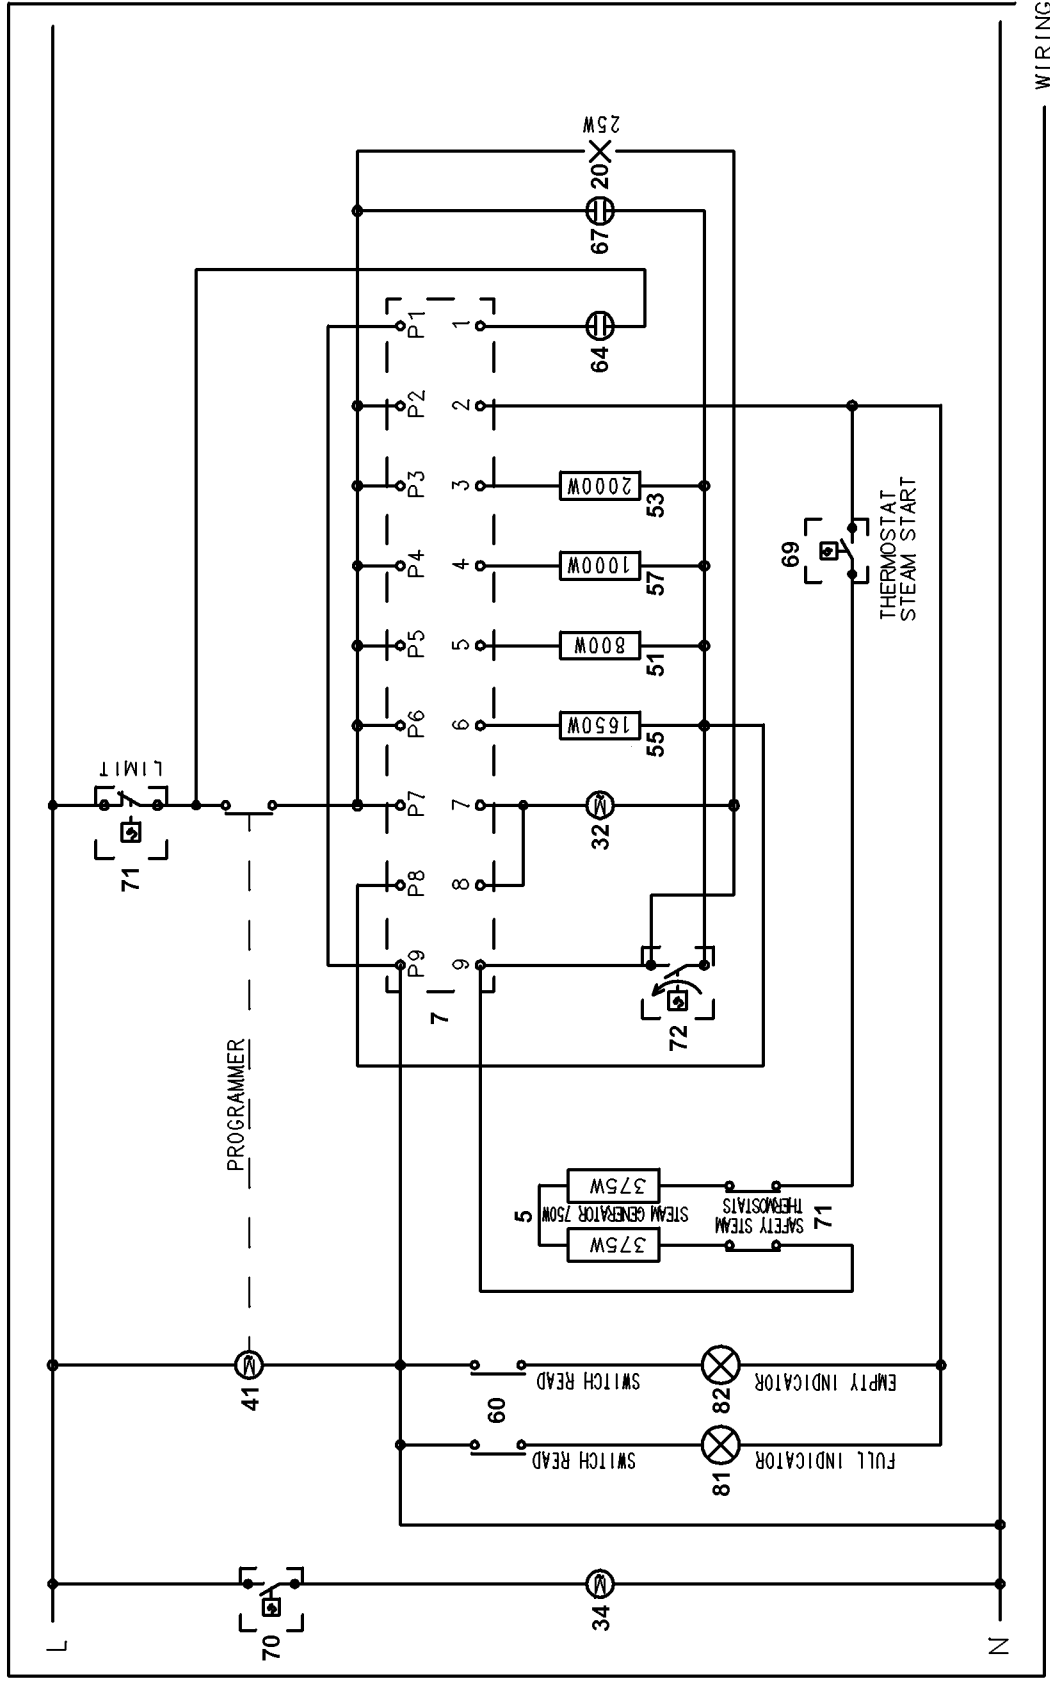 WIRING
L
N
25W
20
67
64
P1
P2
P3
P4
P5
P6
P7
P8
P9
1
2
3
4
5
6
7
8
9
7
2000W
53
1000W
57
800W
51
1650W
55
32
72
LIMIT
71
PROGRAMMER
69
THERMOSTAT
STEAM START
5
375W
375W
STEAM GENERATOR 750W
SAFETY STEAM
THERMOSTATS
71
41
SWITCH READ
60
SWITCH READ
82
EMPTY INDICATOR
81
FULL INDICATOR
70
34
M
M
M